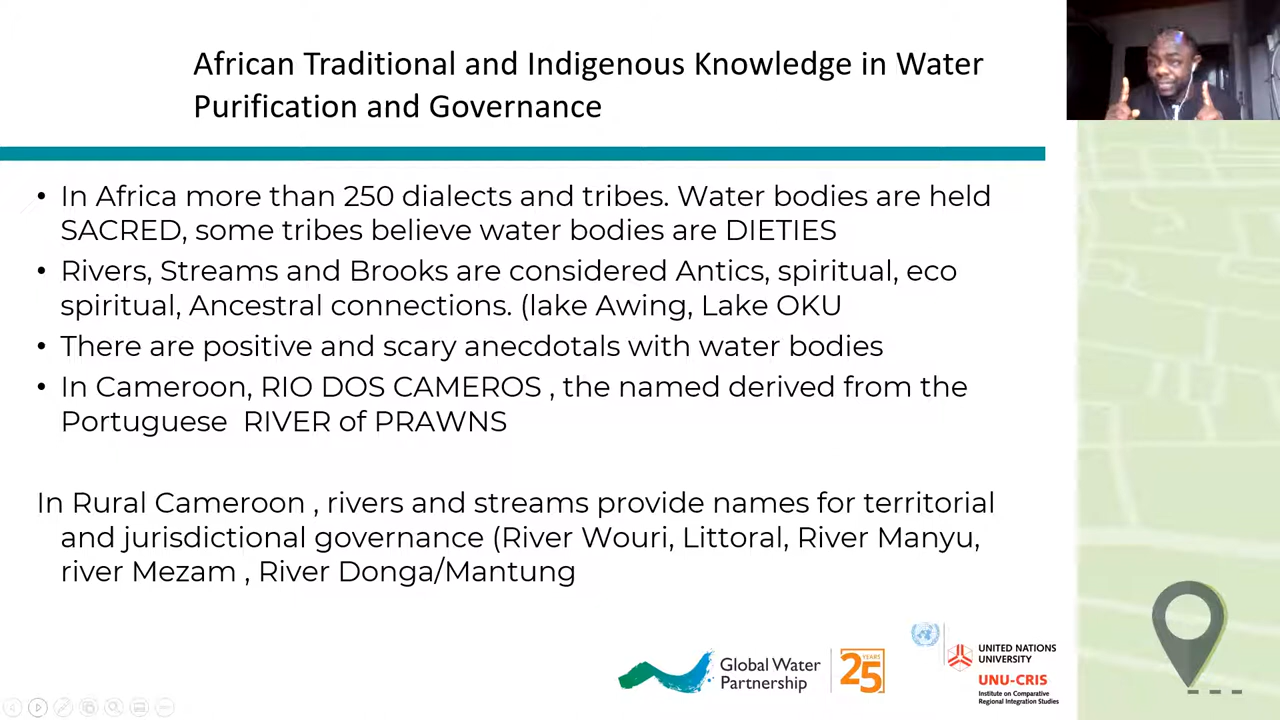 African Traditional and Indigenous Knowledge in Water
Purification and Governance
• In Africa more than 250 dialects and tribes. Water bodies are held
SACRED, some tribes believe water bodies are DIETIES
• Rivers, Streams and Brooks are considered Antics, spiritual, eco
spiritual, Ancestral connections. (lake Awing, Lake OKU
• There are positive and scary anecdotals with water bodies
• In Cameroon, RIO DOS CAMEROS , the named derived from the
Portuguese  RIVER of PRAWNS
In Rural Cameroon , rivers and streams provide names for territorial
and jurisdictional governance (River Wouri, Littoral, River Manyu,
river Mezam , River Donga/Mantung
Global Water
Partnership
25
YEARS
UNITED NATIONS
UNIVERSITY
UNU-CRIS
Institute on Comparative
Regional Integration Studies